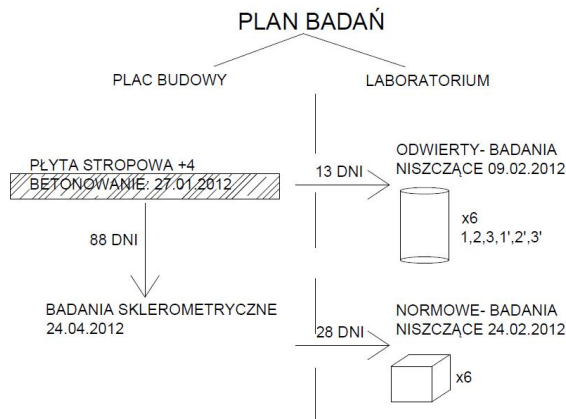 PLAN BADAŃ
PLAC BUDOWY
LABORATORIUM
PŁYTA STROPOWA +4
BETONOWANIE: 27.01.2012
13 DNI
ODWIERTY- BADANIA
NISZCZĄCE 09.02.2012
x6
1,2,3,1',2',3'
88 DNI
BADANIA SKLEROMETRYCZNE
24.04.2012
28 DNI
NORMOWE- BADANIA
NISZCZĄCE 24.02.2012
x6